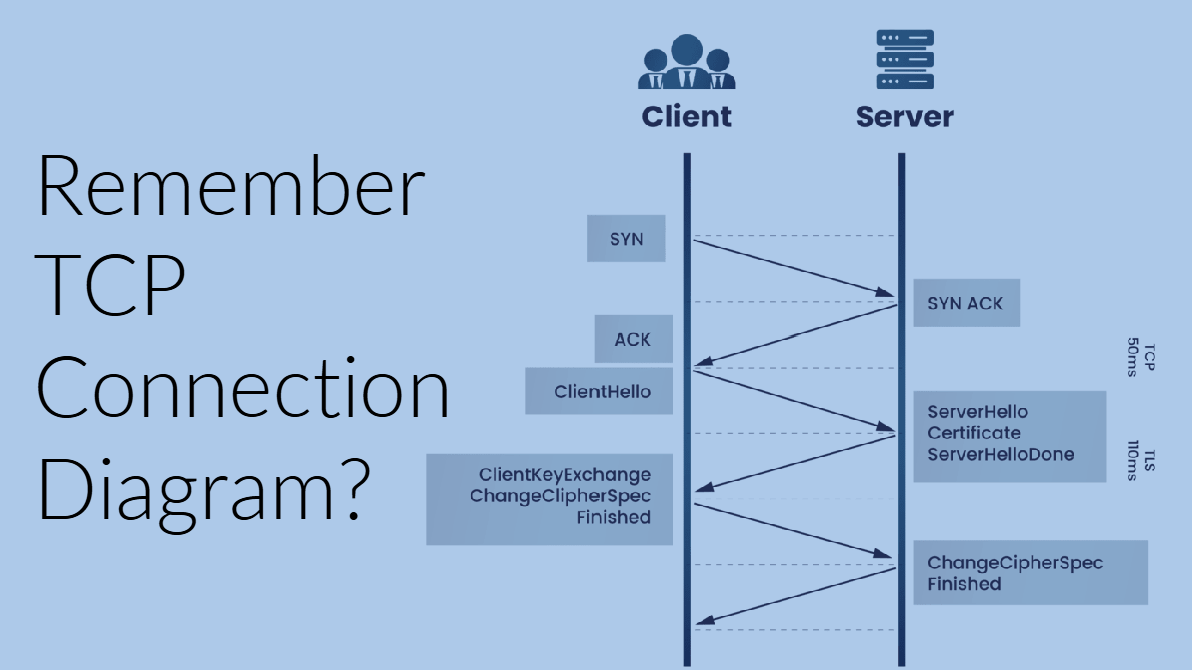 Remember
TCP
Connection
Diagram?
Client
Server
SYN
SYN ACK
ACK
ClientHello
TCP
50ms
ServerHello
Certificate
ServerHelloDone
TLS
110ms
ClientKeyExchange
ChangeClipherSpec
Finished
ChangeCipherSpec
Finished